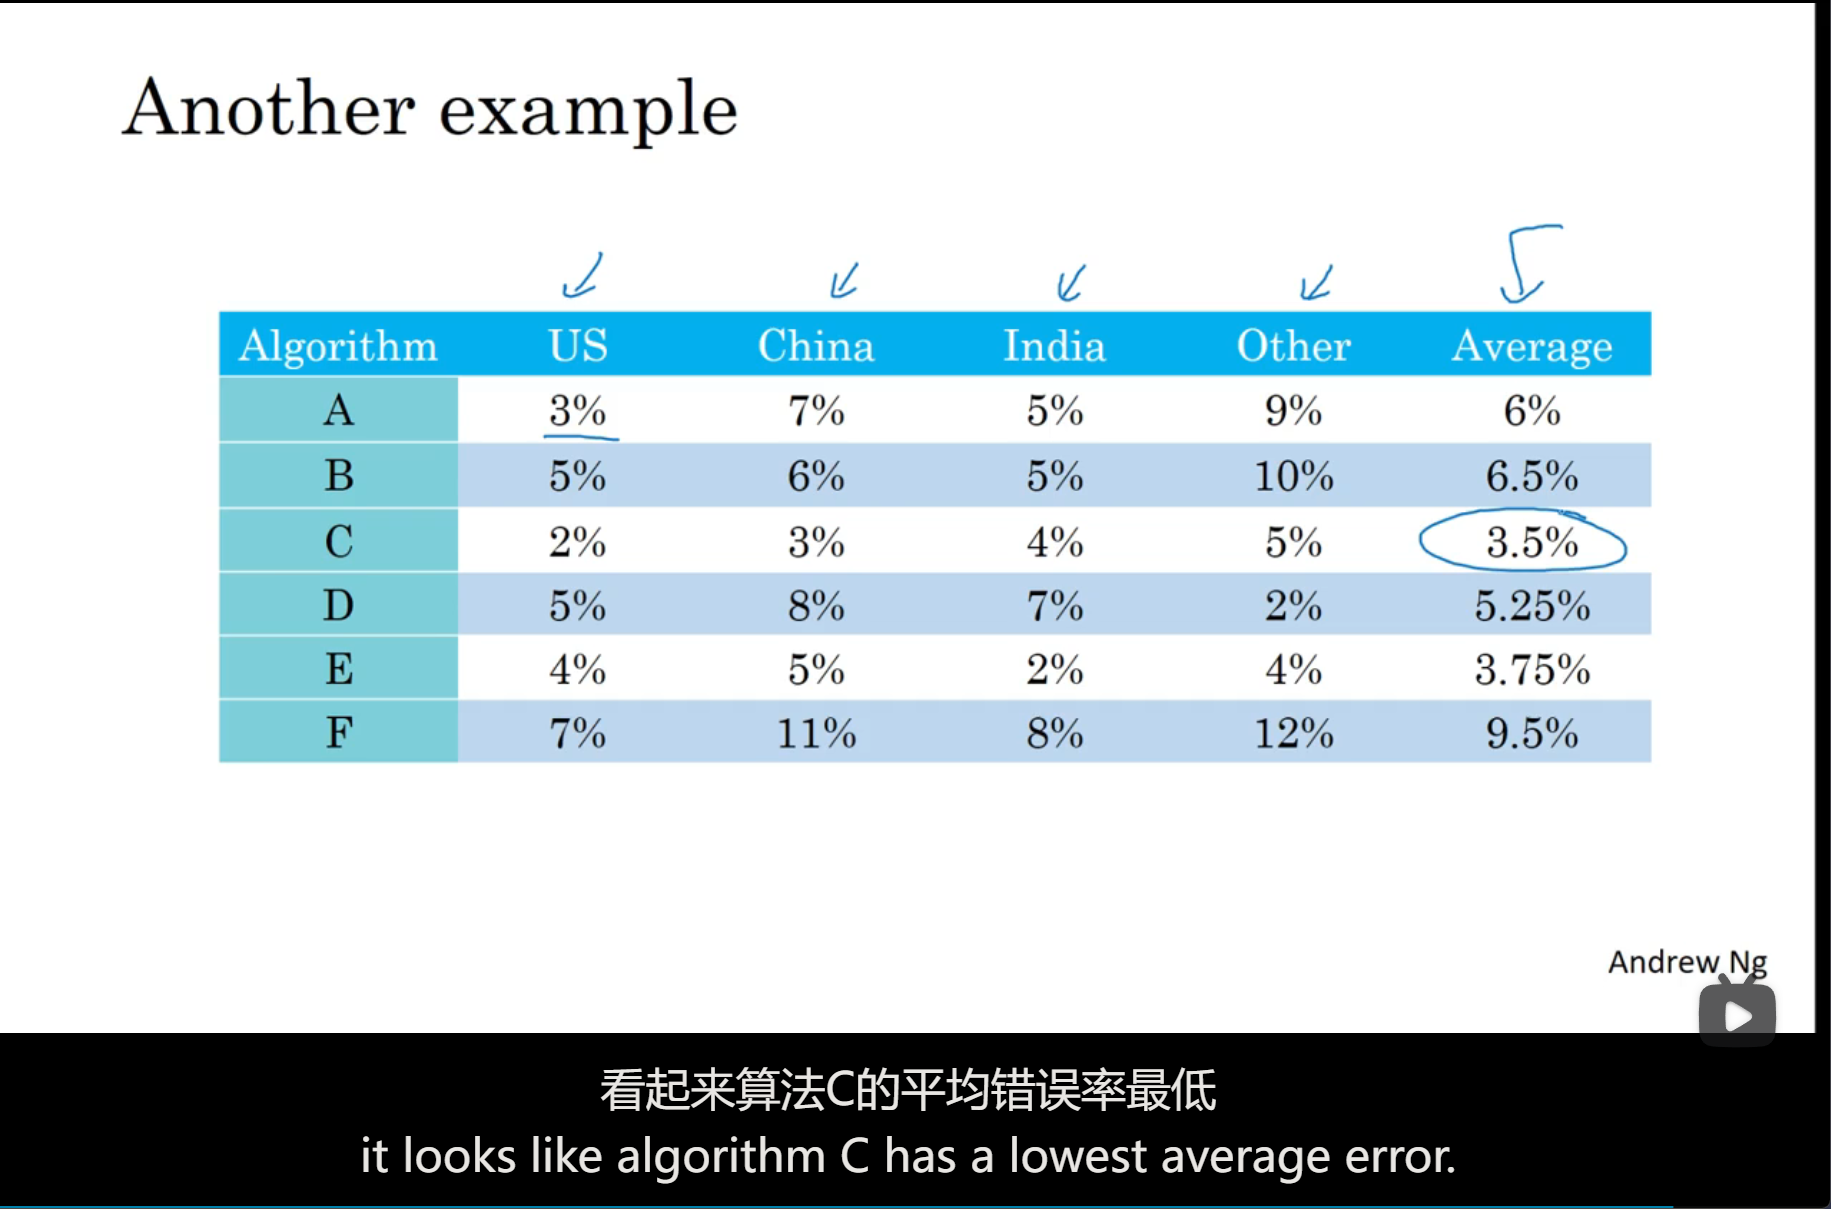 Another example
Algorithm US China India Other Average
A 3% 7% 5% 9% 6%
B 5% 6% 5% 10% 6.5%
C 2% 3% 4% 5% 3.5%
D 5% 8% 7% 2% 5.25%
E 4% 5% 2% 4% 3.75%
F 7% 11% 8% 12% 9.5%
Andrew Ng
看起来算法C的平均错误率最低
it looks like algorithm C has a lowest average error.